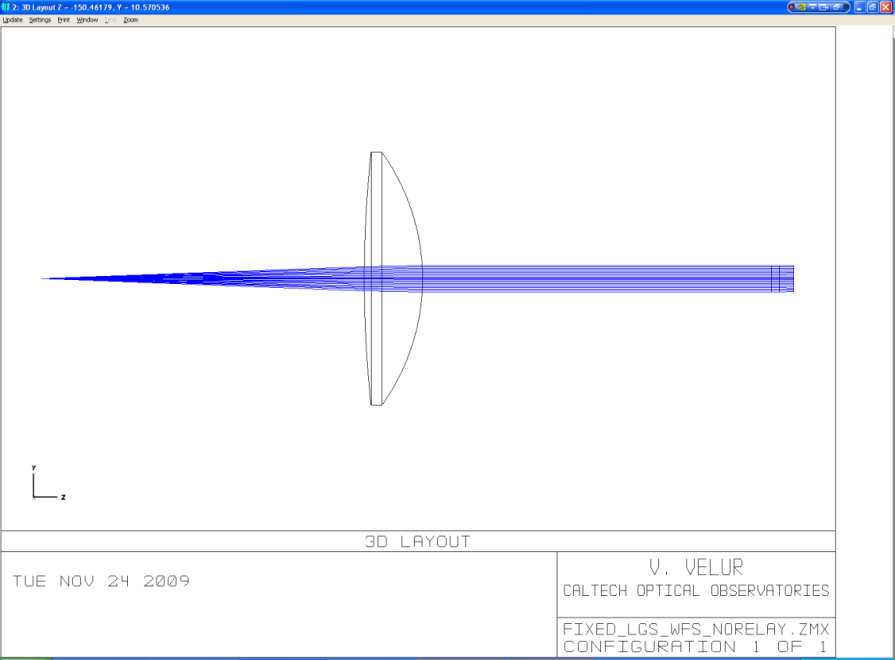 2: 3D Layout Z = -150.46179, Y = 10.570536
Update Settings Print Window Text Zoom
Y
Z
3D LAYOUT
TUE NOV 24 2009
V. VELUR
CALTECH OPTICAL OBSERVATORIES
FIXED_LGS_WFS_NORELAY.ZMX
CONFIGURATION 1 OF 1